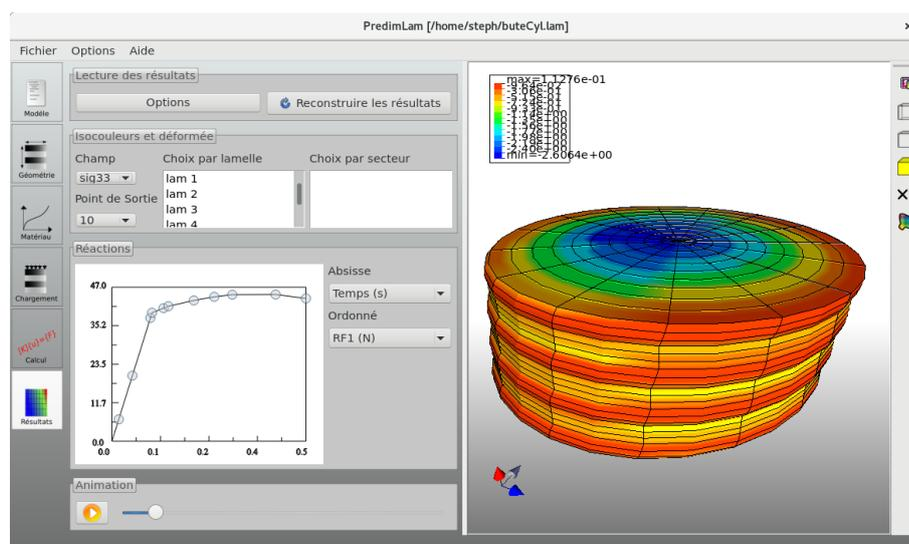 PredimLam [/home/steph/buteCyl.lam]
Fichier Options Aide
Modèle
Géométrie
Matériau
Chargement
[K]{u}={F}
Calcul
Résultats
Lecture des résultats
Options
Reconstruire les résultats
Isocouleurs et déformée
Champ
Choix par lamelle
Choix par secteur
sig33
Point de Sortie
10
lam 1
lam 2
lam 3
lam 4
Réactions
47.0
35.2
23.5
11.7
0.0
0.0 0.1 0.2 0.4 0.5
Absisse
Temps (s)
Ordonné
RF1 (N)
Animation
max=1.1276e-01
min=-2.6064e+00